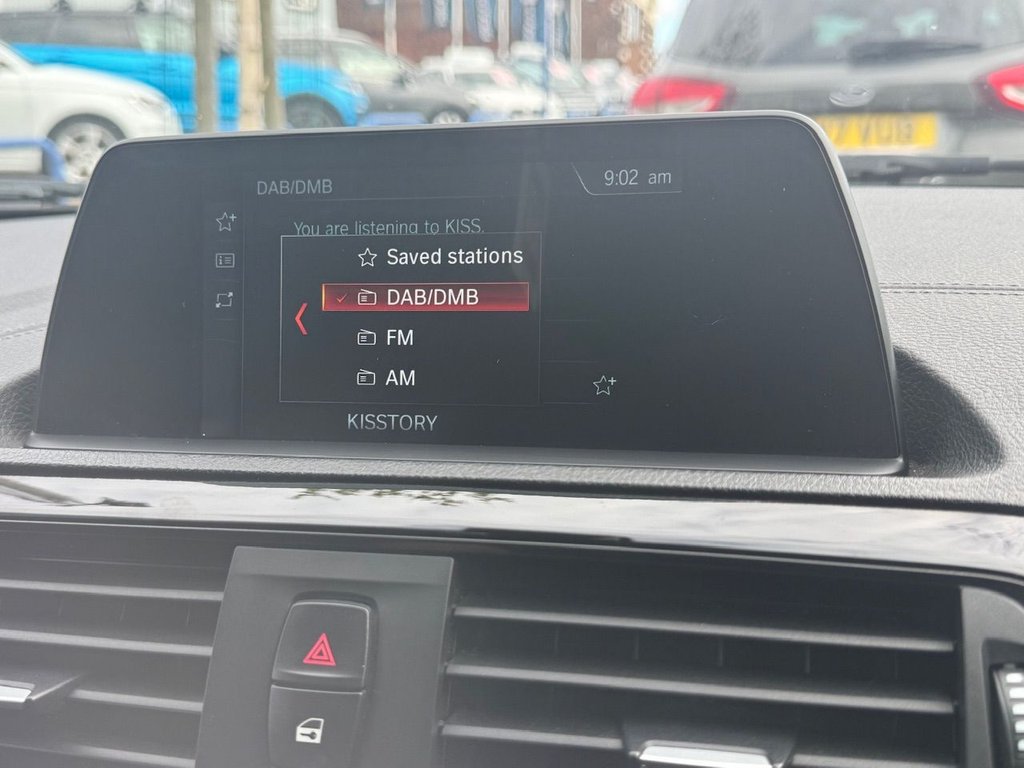 DAB/DMB
9:02 am
You are listening to KISS.
Saved stations
DAB/DMB
FM
AM
KISSTORY